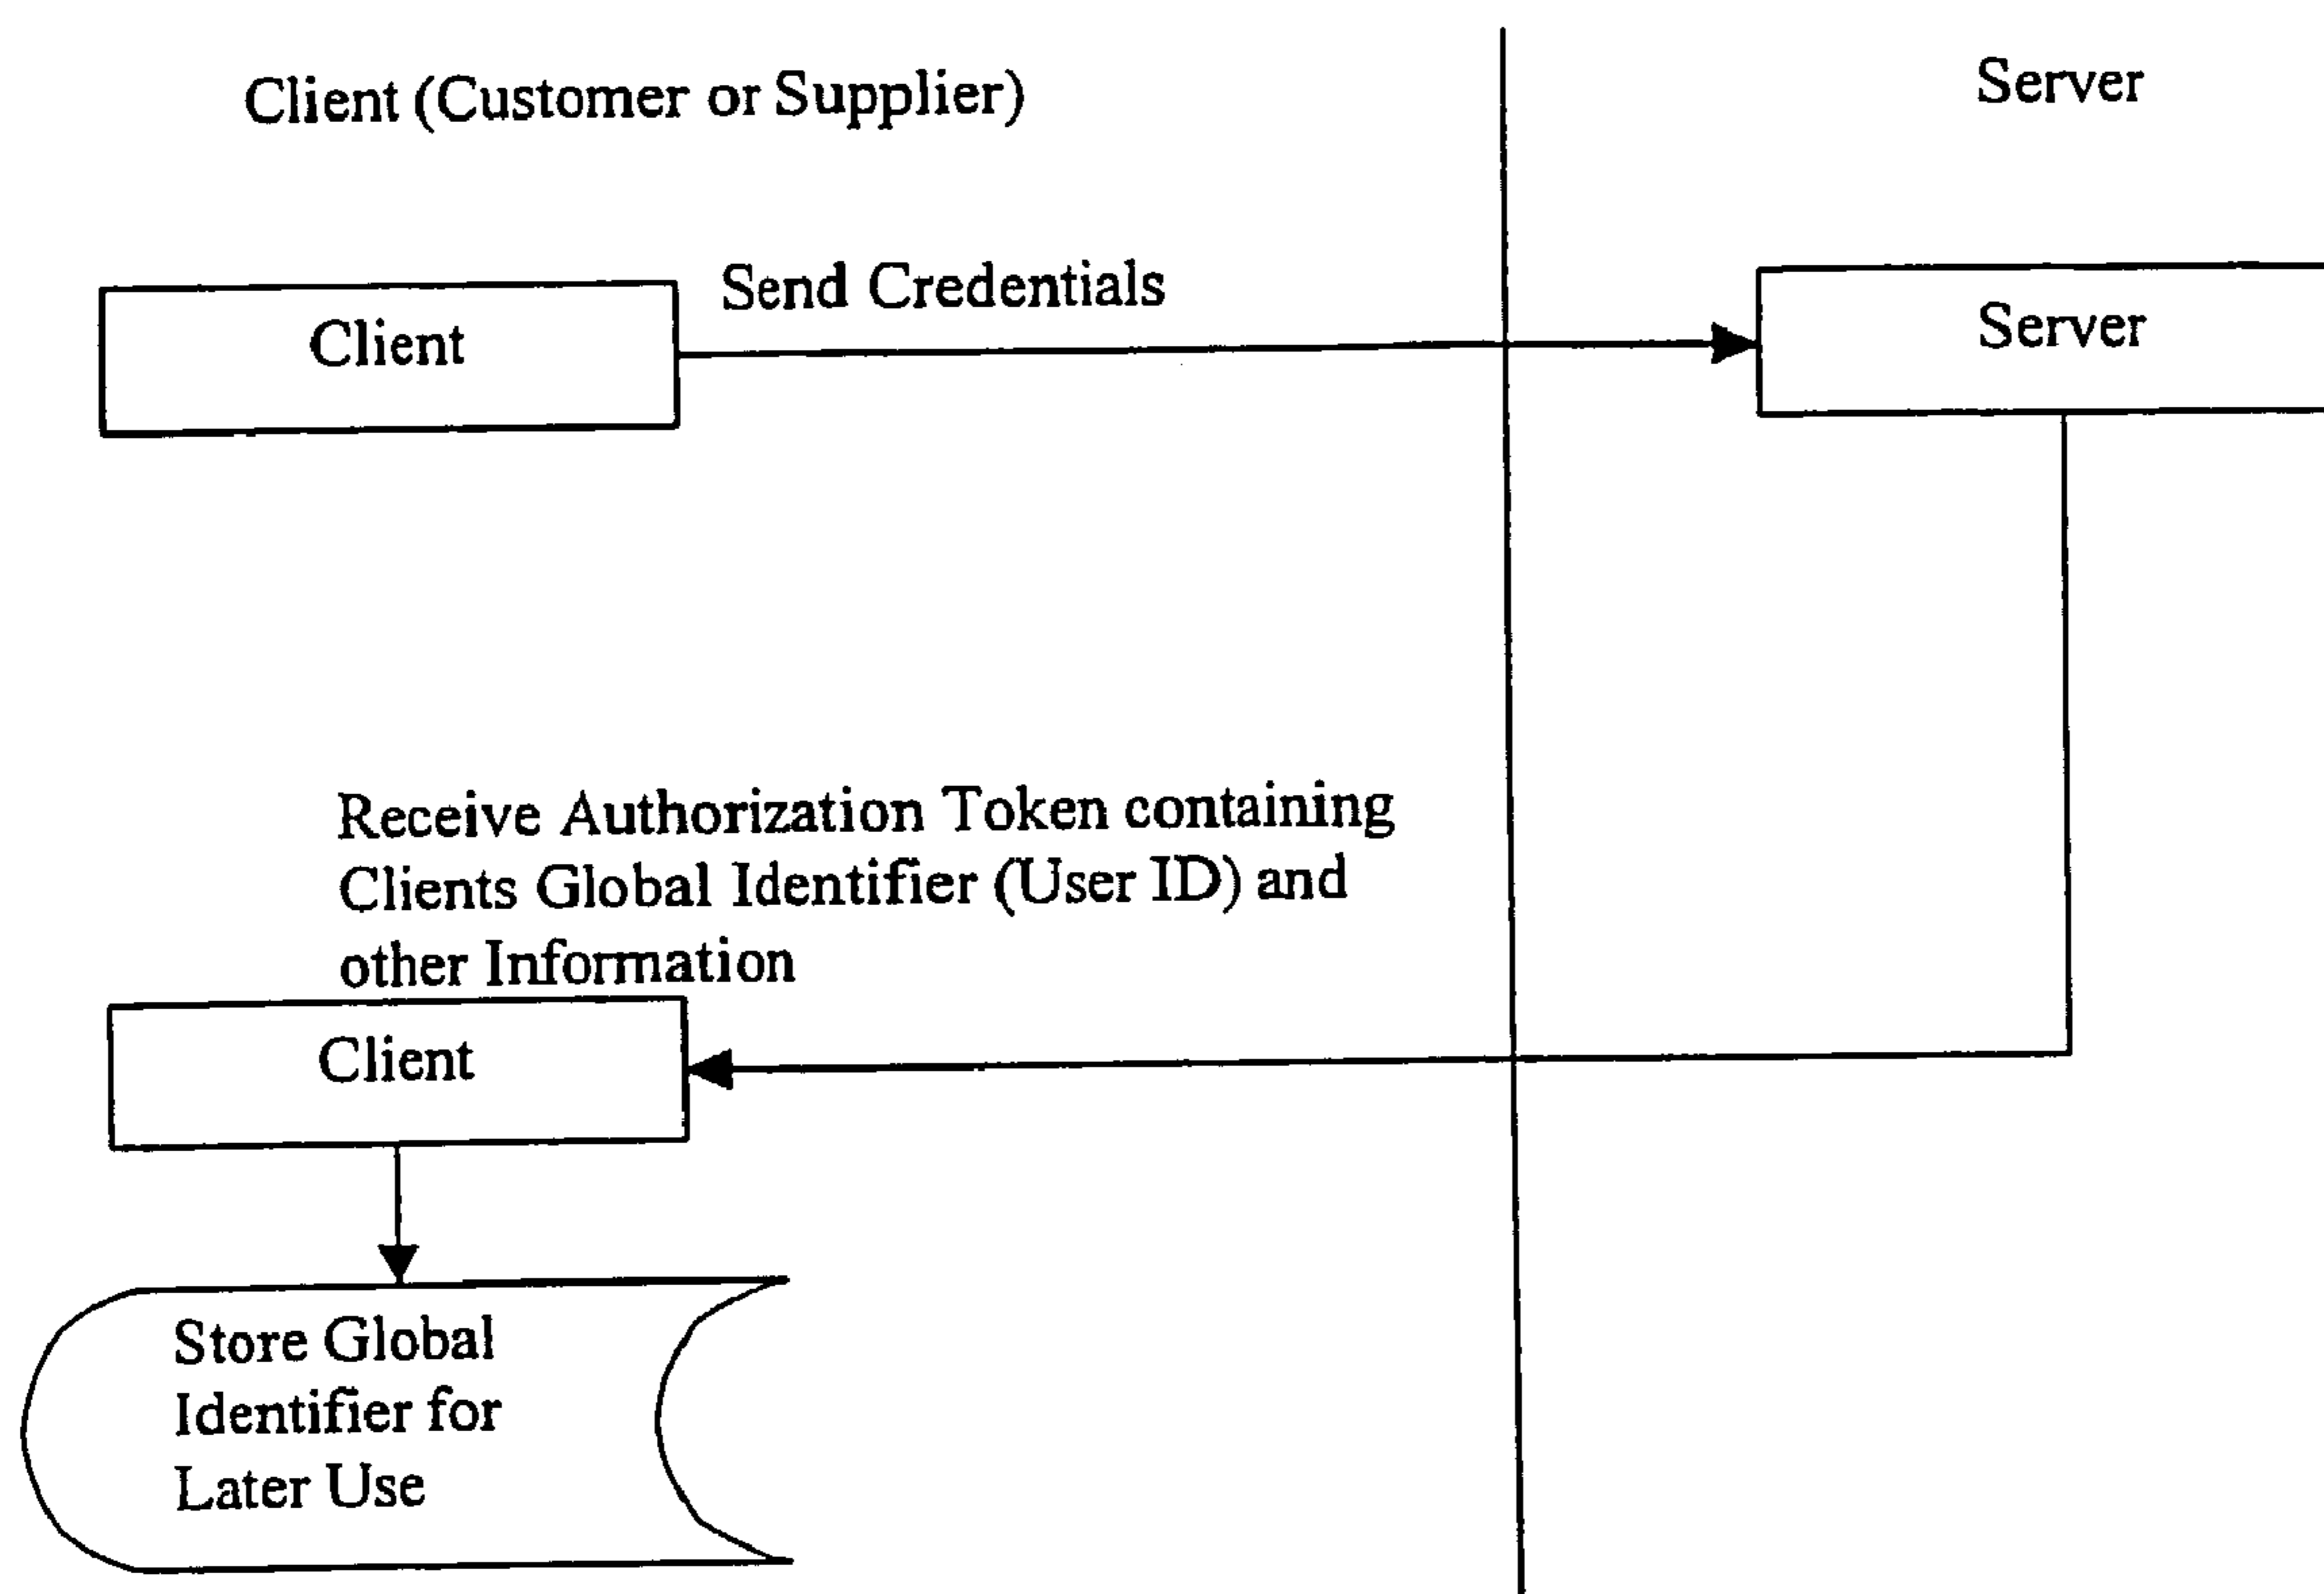 Client (Customer or Supplier)
Server
Send Credentials
Client
Server
Receive Authorization Token containing
Clients Global Identifier (User ID) and
other Information
Client
Store Global
Identifier for
Later Use